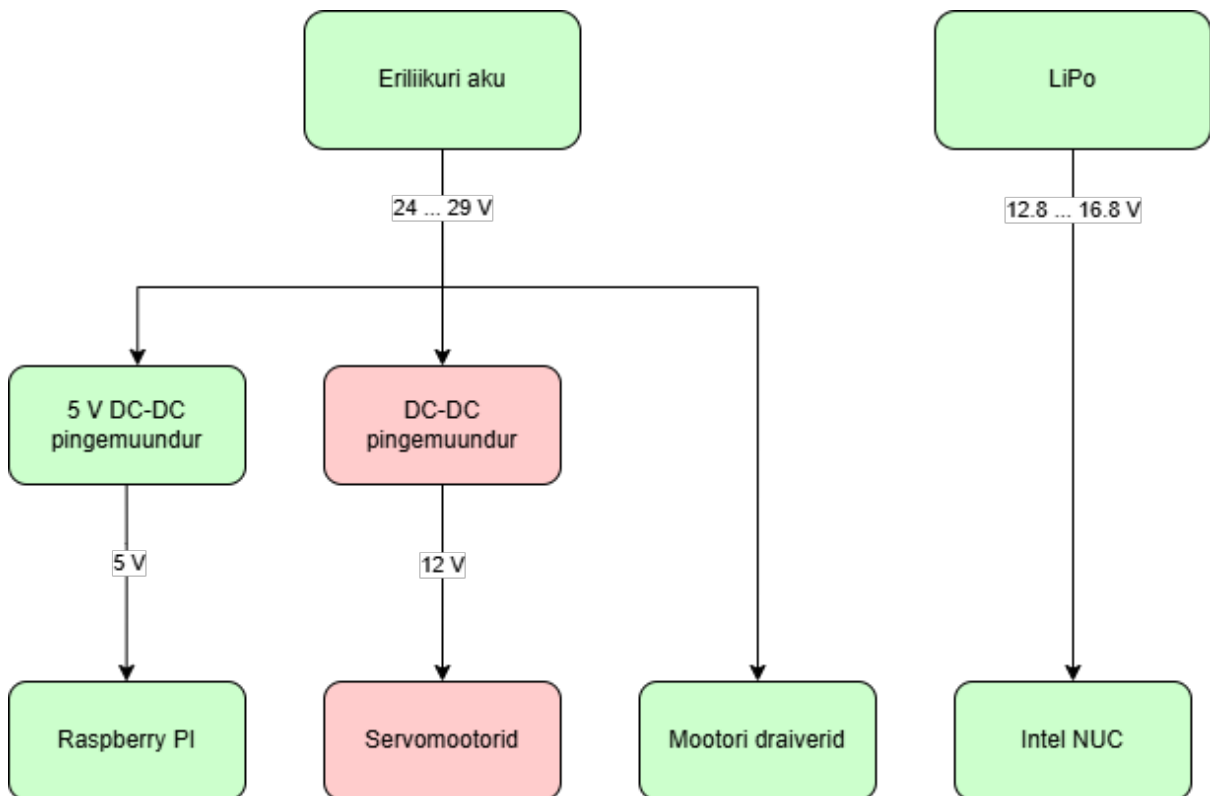 Eriliikuri aku
LiPo
24 ... 29 V
12.8 ... 16.8 V
5 V DC-DC
pingemuundur
DC-DC
pingemuundur
5 V
12 V
Raspberry PI
Servomootorid
Mootori draiverid
Intel NUC